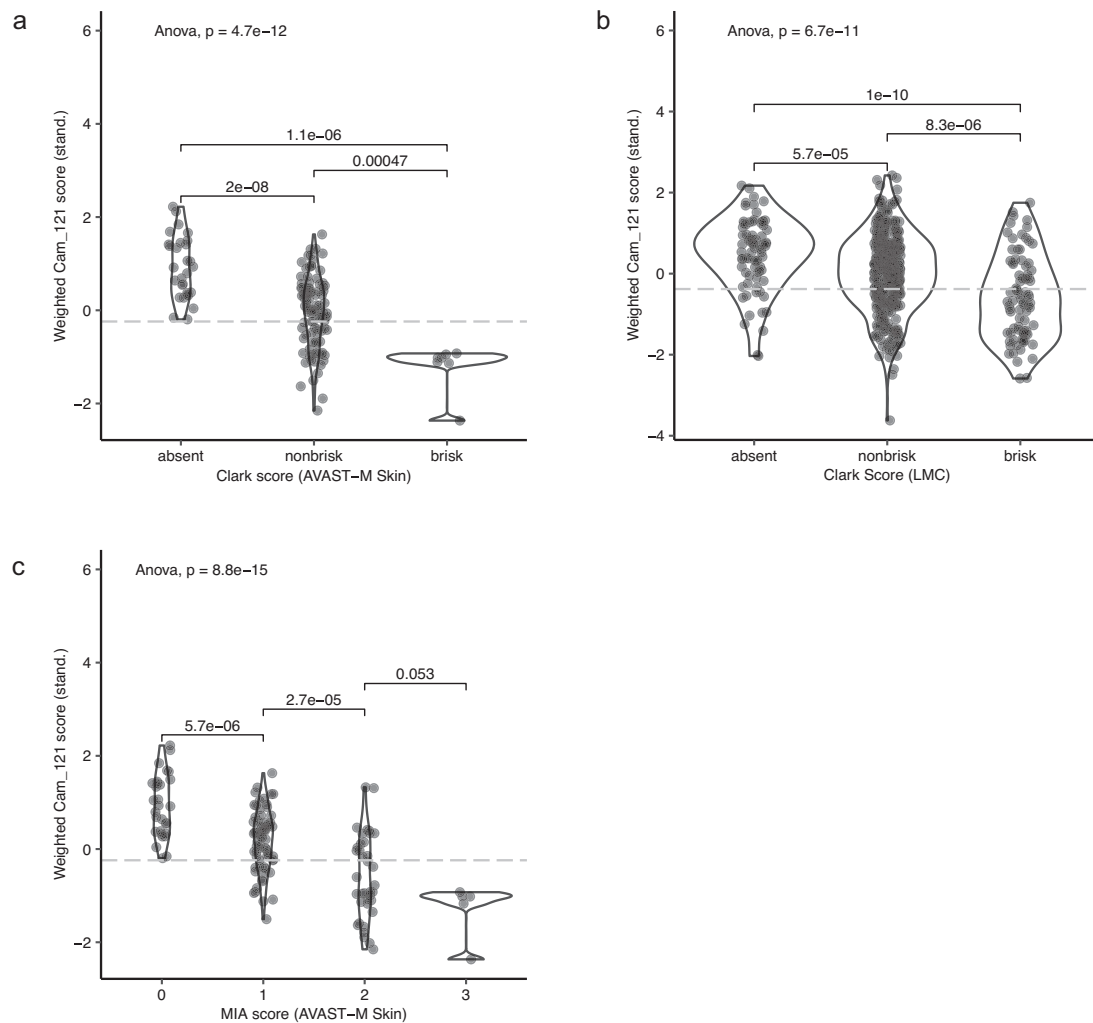 a
Anova, p = 4.7e−12
Weighted Cam_121 score (stand.)
6
4
2
0
−2
1.1e−06
0.00047
2e−08
absent nonbrisk brisk
Clark score (AVAST−M Skin)
b
Anova, p = 6.7e−11
Weighted Cam_121 score (stand.)
6
4
2
0
−2
−4
1e−10
8.3e−06
5.7e−05
absent nonbrisk brisk
Clark Score (LMC)
c
Anova, p = 8.8e−15
Weighted Cam_121 score (stand.)
6
4
2
0
−2
0.053
2.7e−05
5.7e−06
0 1 2 3
MIA score (AVAST−M Skin)